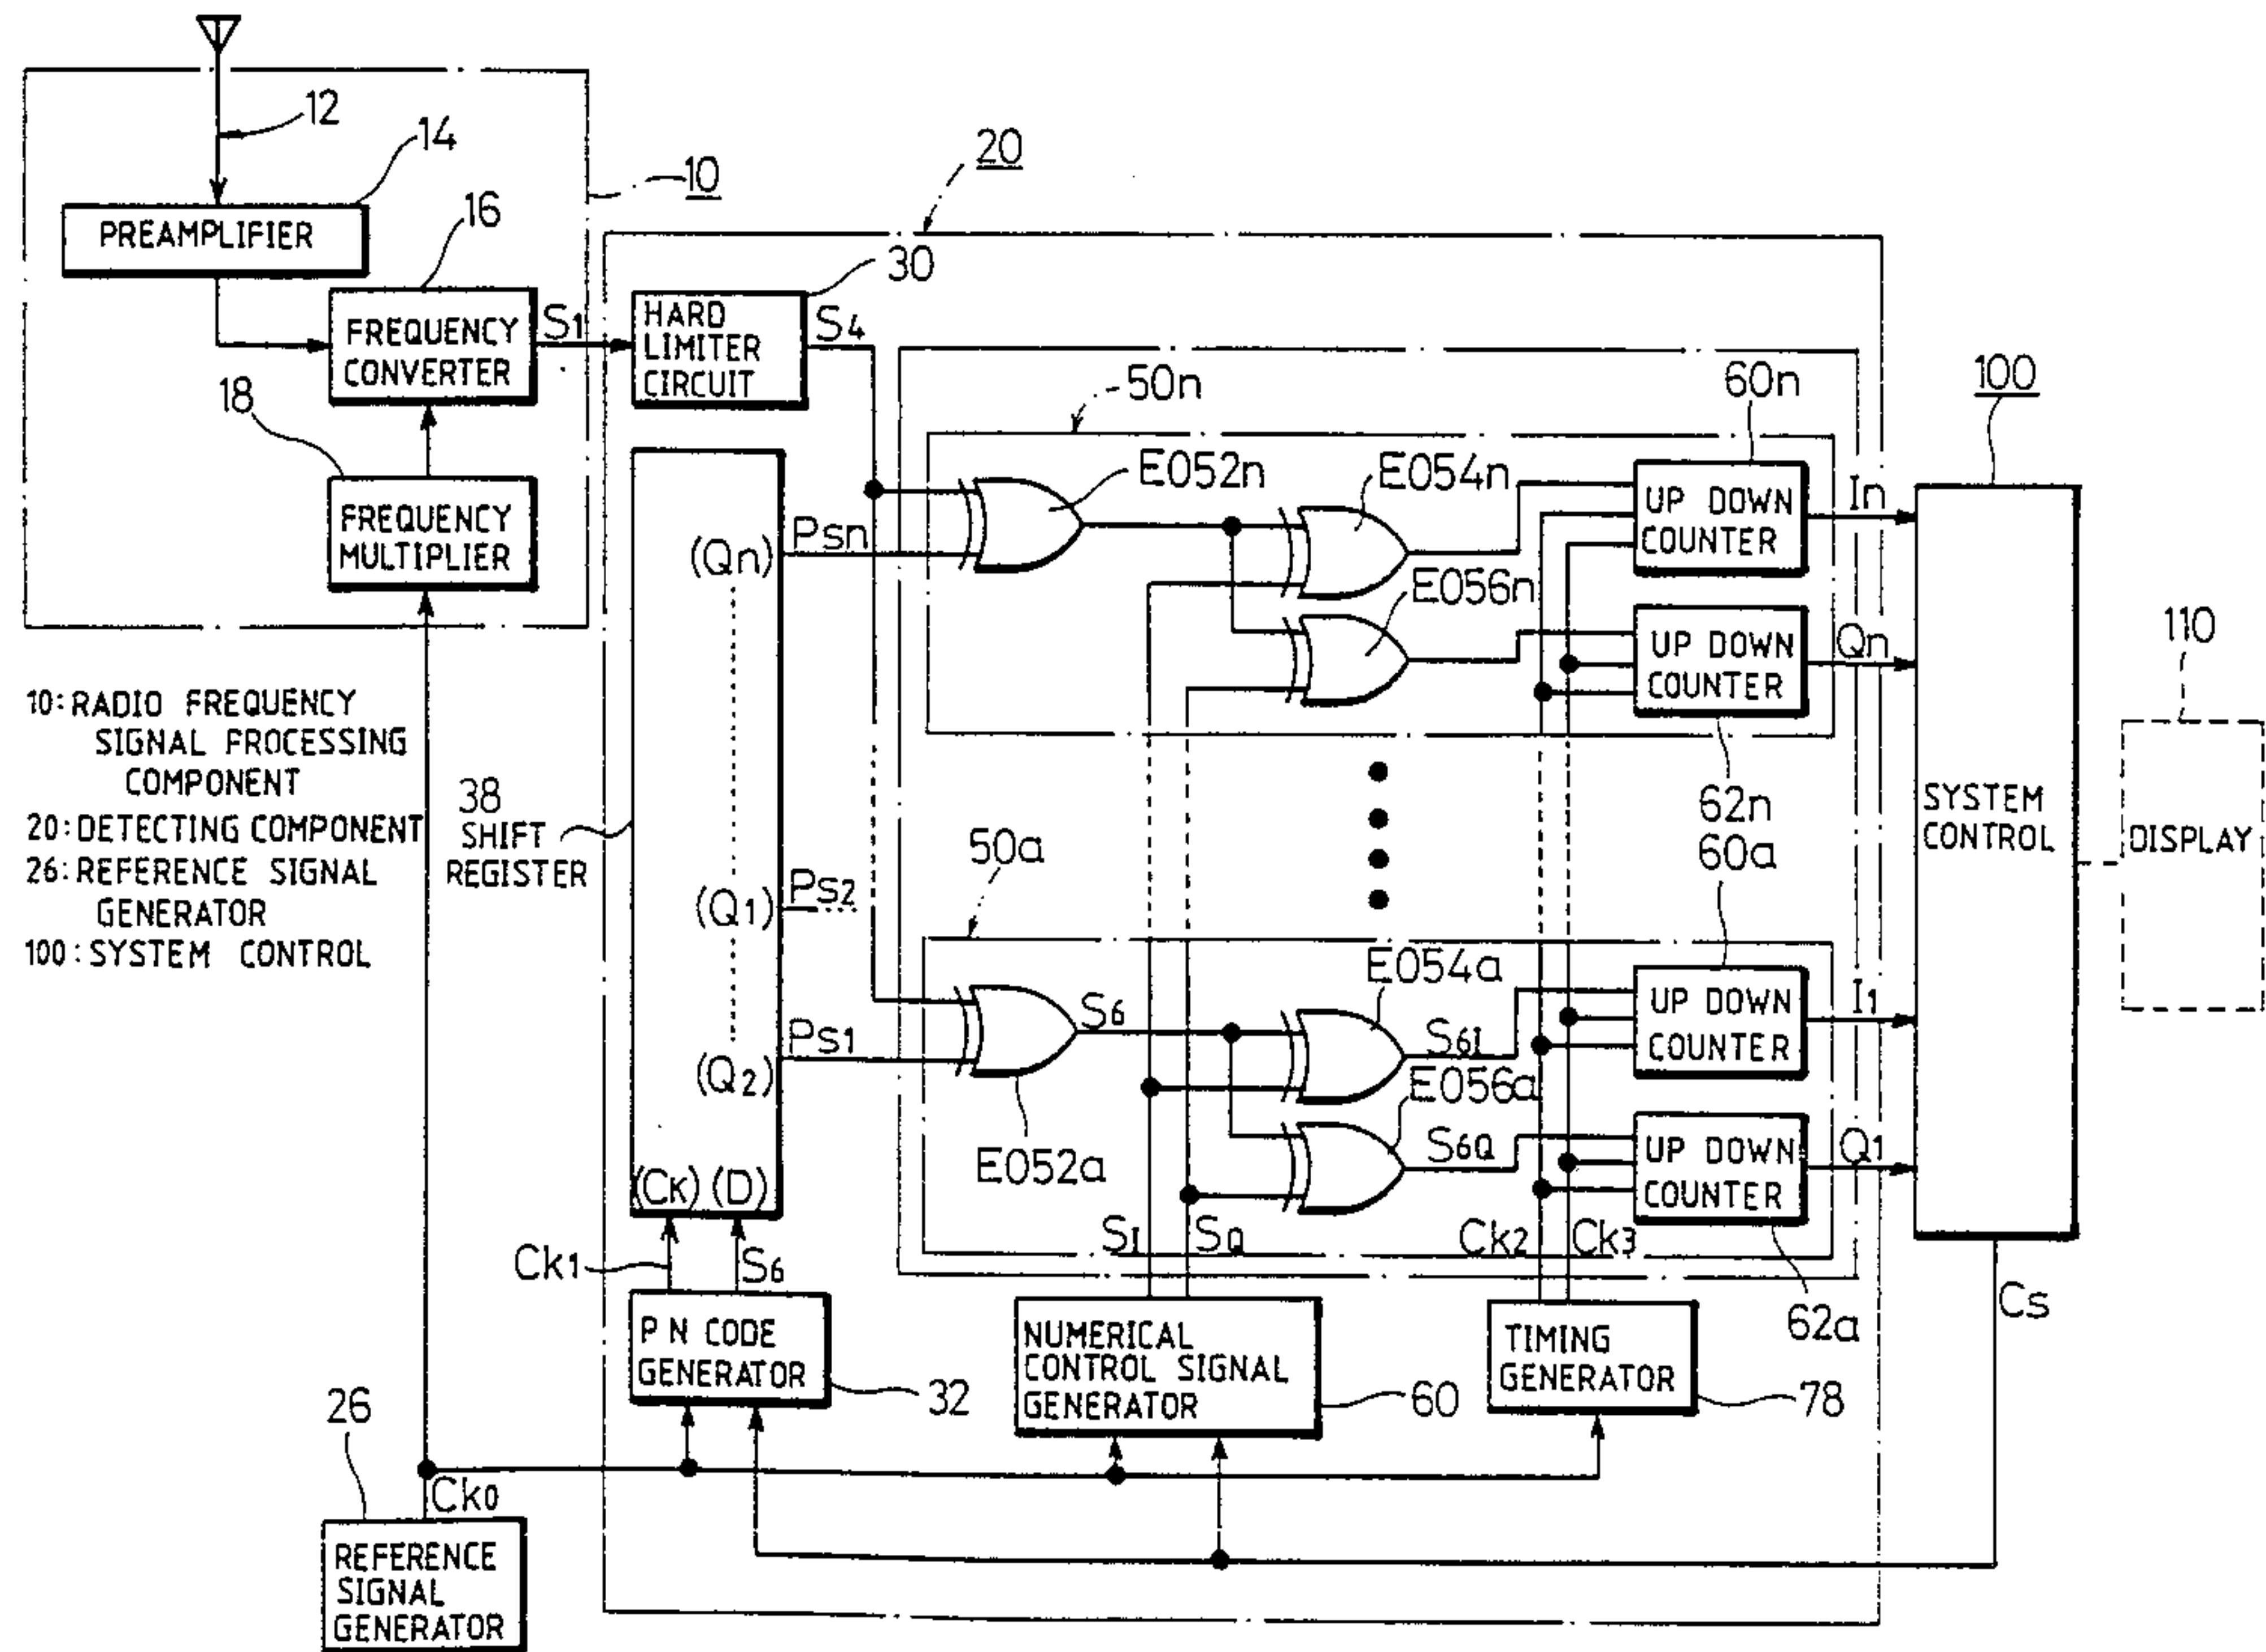 12
14
10
PREAMPLIFIER
16
FREQUENCY
CONVERTER
S1
18
FREQUENCY
MULTIPLIER
20
30
HARD
LIMITER
CIRCUIT
S4
50n
60n
100
E052n
E054n
UP DOWN
COUNTER
In
(Qn)
Psn
E056n
UP DOWN
COUNTER
Qn
110
10: RADIO FREQUENCY
SIGNAL FROCESSING
COMPONENT
20: DETECTING COMPONENT
26: REFERENCE SIGNAL
GENERATOR
100: SYSTEM CONTROL
38
SHIFT
REGISTER
62n
60a
SYSTEM
CONTROL
DISPLAY
50a
(Q1)
Ps2
E054a
UP DOWN
COUNTER
I1
S6
S6I
Ps1
(Q2)
E056a
S6Q
UP DOWN
COUNTER
Q1
E052a
(CK) (D)
SI
SQ
Ck2
Ck3
Ck1
S6
62a
Cs
P N CODE
GENERATOR
32
NUMERICAL
CONTROL SIGNAL
GENERATOR
60
TIMING
GENERATOR
78
26
Ck0
REFERENCE
SIGNAL
GENERATOR